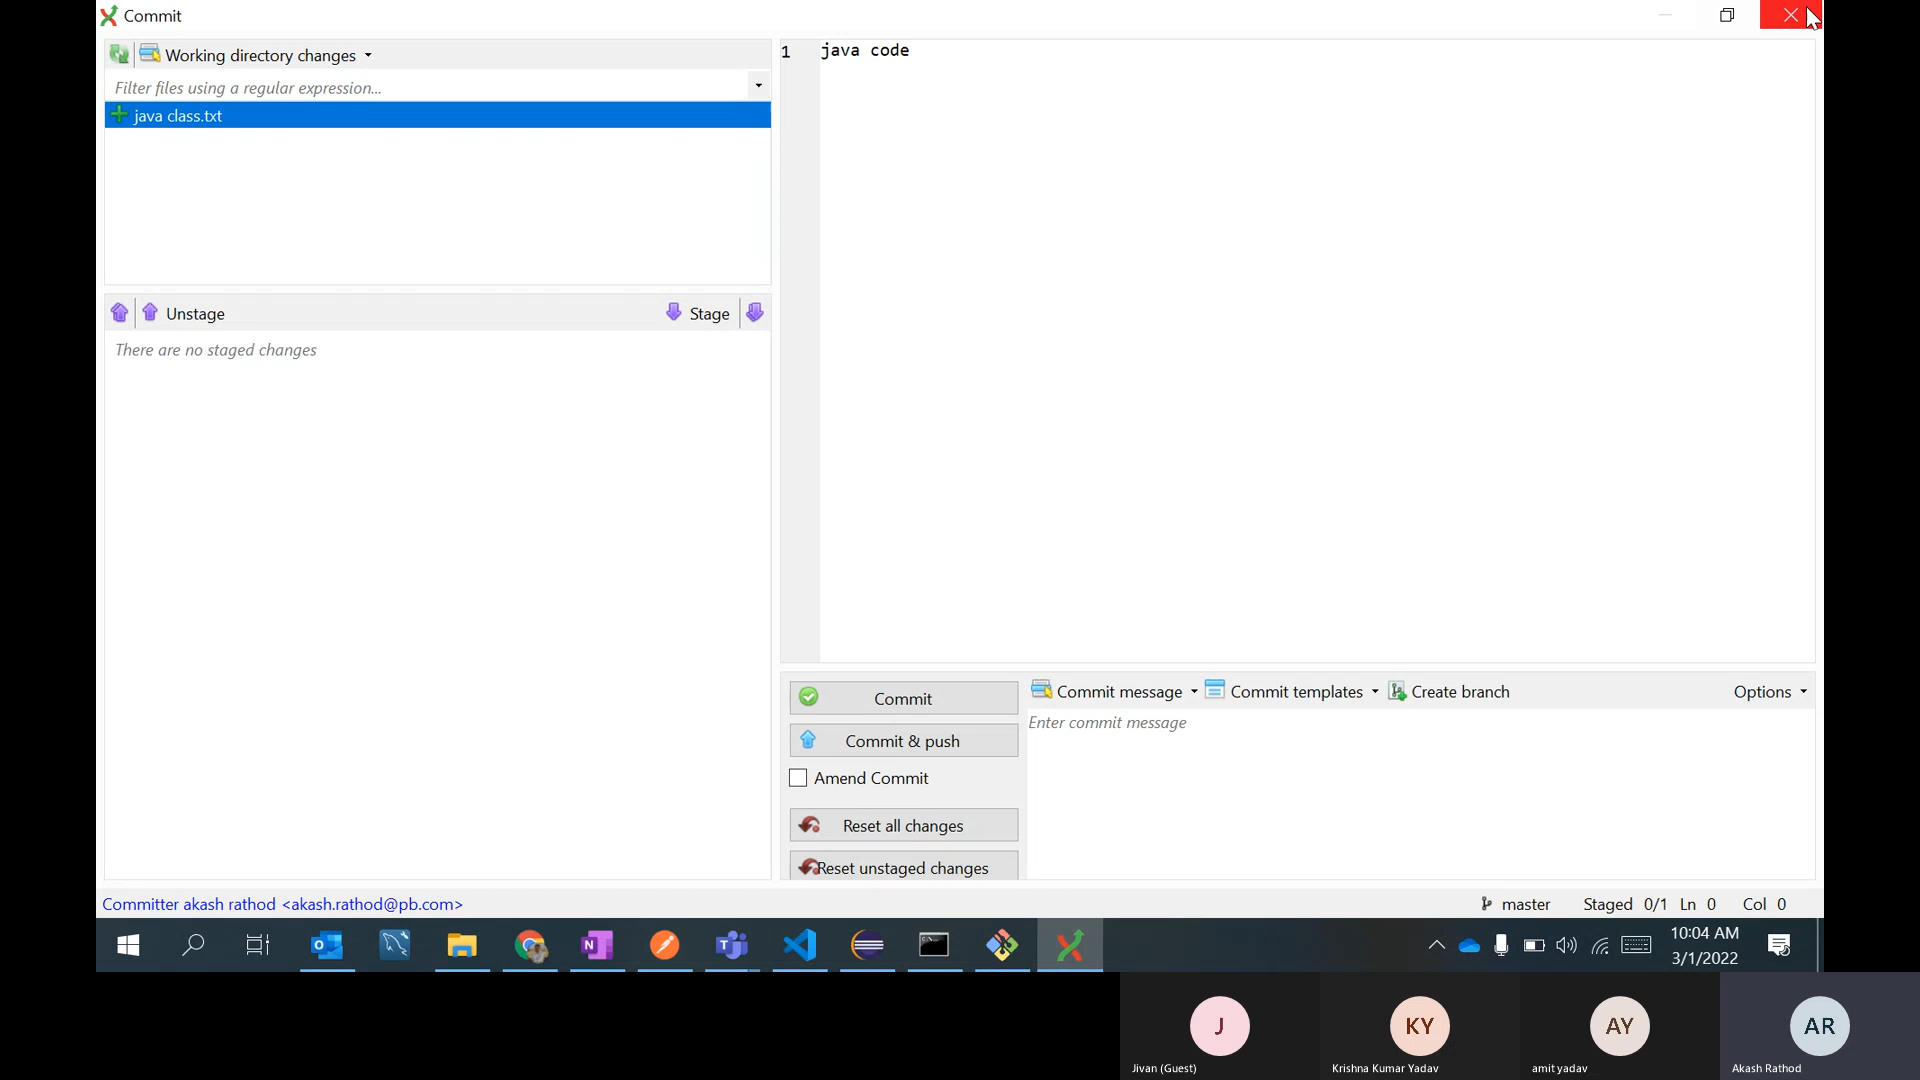 Commit
Working directory changes
Filter files using a regular expression...
java class.txt
Unstage
Stage
There are no staged changes
1 java code
Commit
Commit & push
Amend Commit
Reset all changes
Reset unstaged changes
Commit message
Commit templates
Create branch
Options
Enter commit message
Committer akash rathod <akash.rathod@pb.com>
master
Staged 0/1 Ln 0 Col 0
10:04 AM
3/1/2022
J
Jivan (Guest)
KY
Krishna Kumar Yadav
AY
amit yadav
AR
Akash Rathod